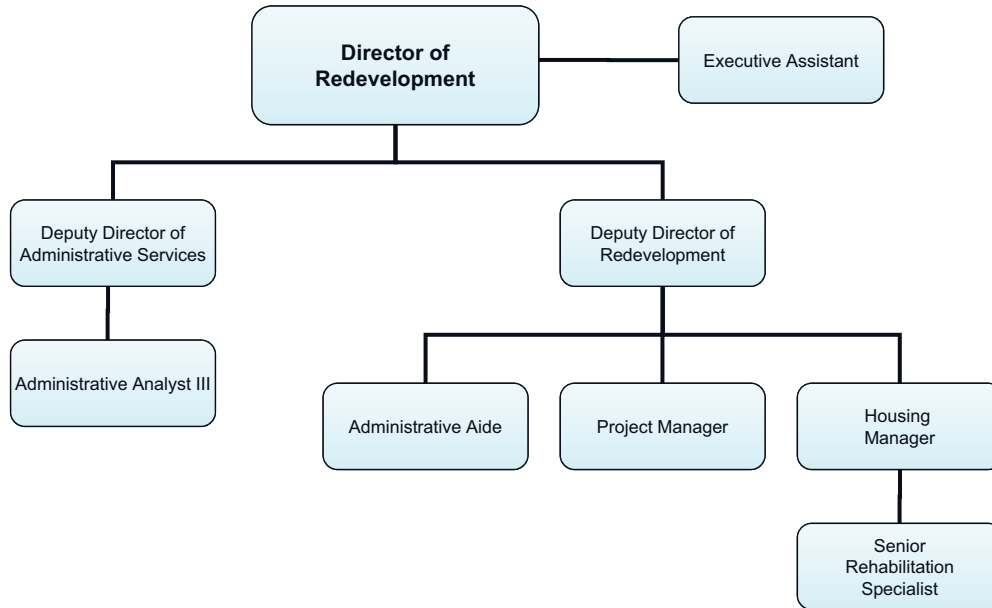 Director of
Redevelopment
Executive Assistant
Deputy Director of
Administrative Services
Deputy Director of
Redevelopment
Administrative Analyst III
Administrative Aide
Project Manager
Housing
Manager
Senior
Rehabilitation
Specialist